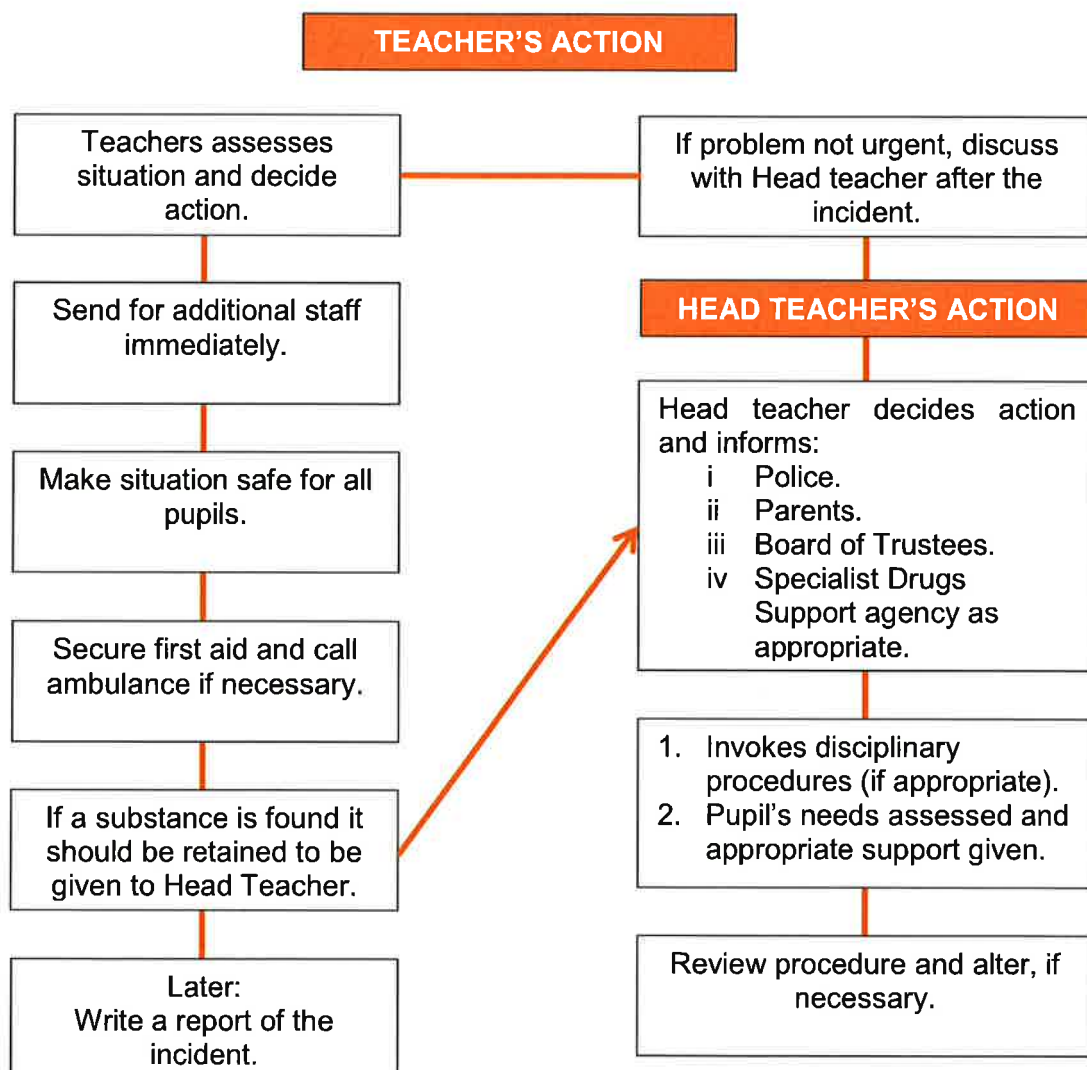 TEACHER'S ACTION
Teachers assesses
situation and decide
action.
Send for additional staff
immediately.
Make situation safe for all
pupils.
Secure first aid and call
ambulance if necessary.
If a substance is found it
should be retained to be
given to Head Teacher.
Later:
Write a report of the
incident.
If problem not urgent, discuss
with Head teacher after the
incident.
HEAD TEACHER'S ACTION
Head teacher decides action
and informs:
i Police.
ii Parents.
iii Board of Trustees.
iv Specialist Drugs
Support agency as
appropriate.
1. Invokes disciplinary
procedures (if appropriate).
2. Pupil's needs assessed and
appropriate support given.
Review procedure and alter, if
necessary.